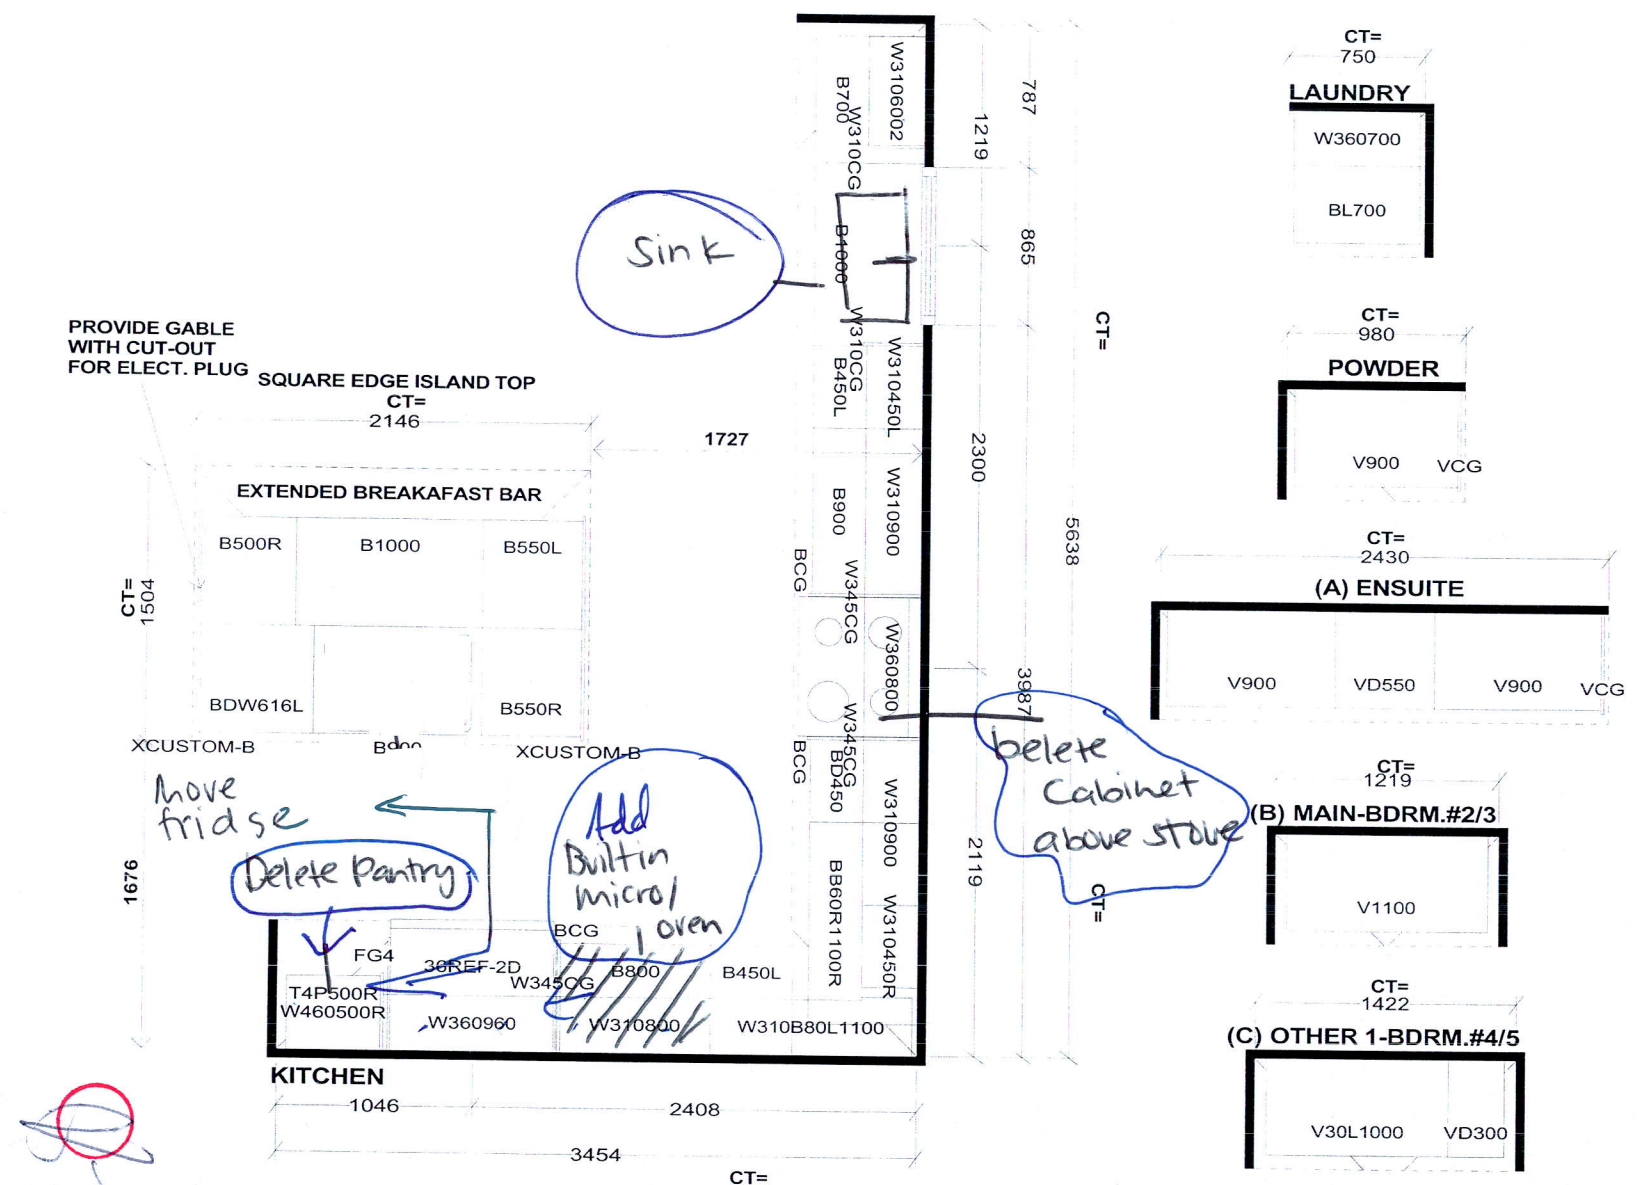 CT=
750
LAUNDRY
W360700
BL700
CT=
980
POWDER
V900
VCG
CT=
2430
(A) ENSUITE
V900
VD550
V900
VCG
CT=
1219
(B) MAIN-BDRM.#2/3
V1100
CT=
1422
(C) OTHER 1-BDRM.#4/5
V30L1000
VD300
W3106002
B700
W310CG
B1000
W310CG
W310450L
B450L
W310900
B900
BCG
W345CG
W360800
W345CG
BCG
BD450
W310900
BB60R1100R
W310450R
787
1219
865
2300
5638
3987
2119
CT=
CT=
Sink
Delete
Cabinet
above stove
PROVIDE GABLE
WITH CUT-OUT
FOR ELECT. PLUG
SQUARE EDGE ISLAND TOP
CT=
2146
1727
EXTENDED BREAKAFAST BAR
B500R
B1000
B550L
CT=
1504
BDW616L
B550R
XCUSTOM-B
XCUSTOM-B
1676
Move
fridge
Delete Pantry
Add
Builtin
micro/
oven
BCG
FG4
36REF-2D
W345CG
B800
B450L
T4P500R
W460500R
W360960
W310800
W310B80L1100
KITCHEN
1046
2408
3454
CT=